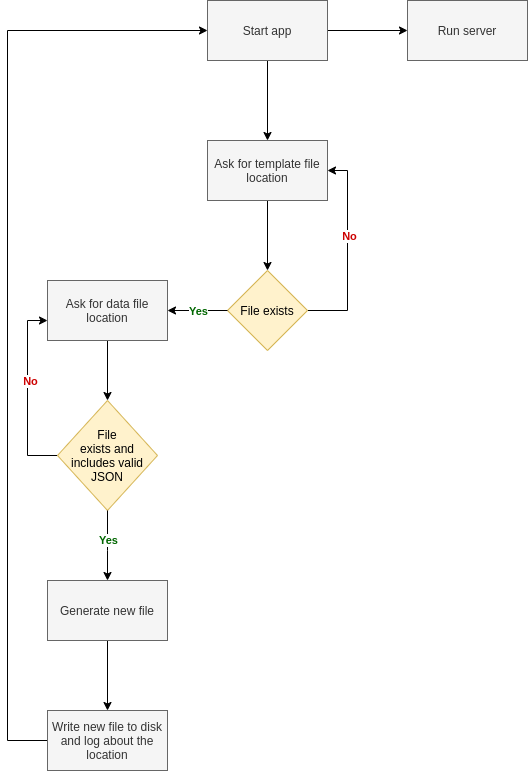 Start app
Run server
Ask for template file
location
No
File exists
Yes
Ask for data file
location
No
File
exists and
includes valid
JSON
Yes
Generate new file
Write new file to disk
and log about the
location